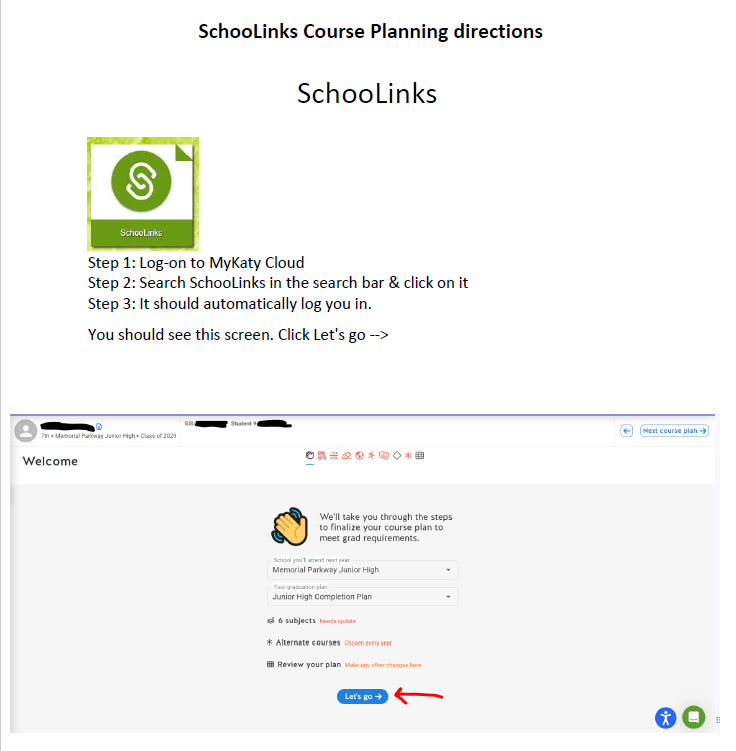 SchooLinks Course Planning directions
SchooLinks
SchooLinks
Step 1: Log-on to MyKaty Cloud
Step 2: Search SchooLinks in the search bar & click on it
Step 3: It should automatically log you in.
You should see this screen. Click Let's go -->
SIS
Student #
7th • Memorial Parkway Junior High • Class of 2029
Next course plan →
Welcome
We'll take you through the steps
to finalize your course plan to
meet grad requirements.
School you'll attend next year
Memorial Parkway Junior High
Your graduation plan
Junior High Completion Plan
6 subjects Needs update
Alternate courses Chosen every year
Review your plan Make any other changes here
Let's go →